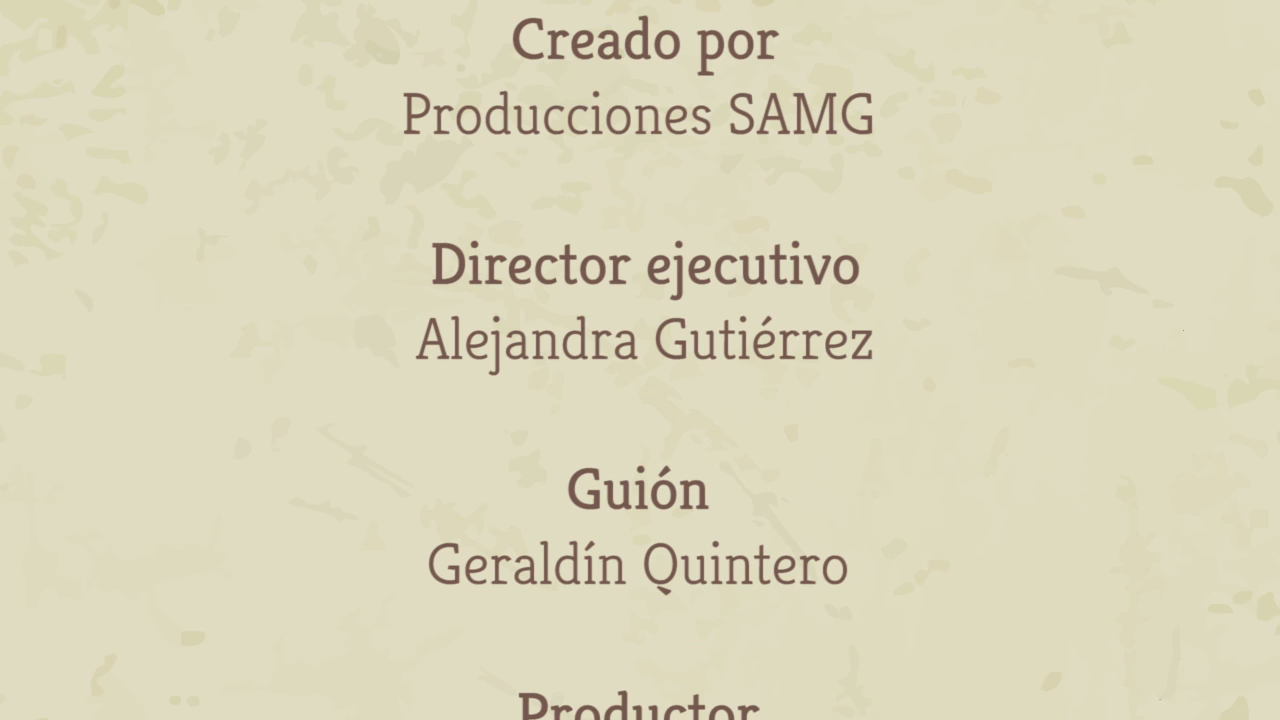 Creado por
Producciones SAMG
Director ejecutivo
Alejandra Gutiérrez
Guión
Geraldín Quintero
Productor